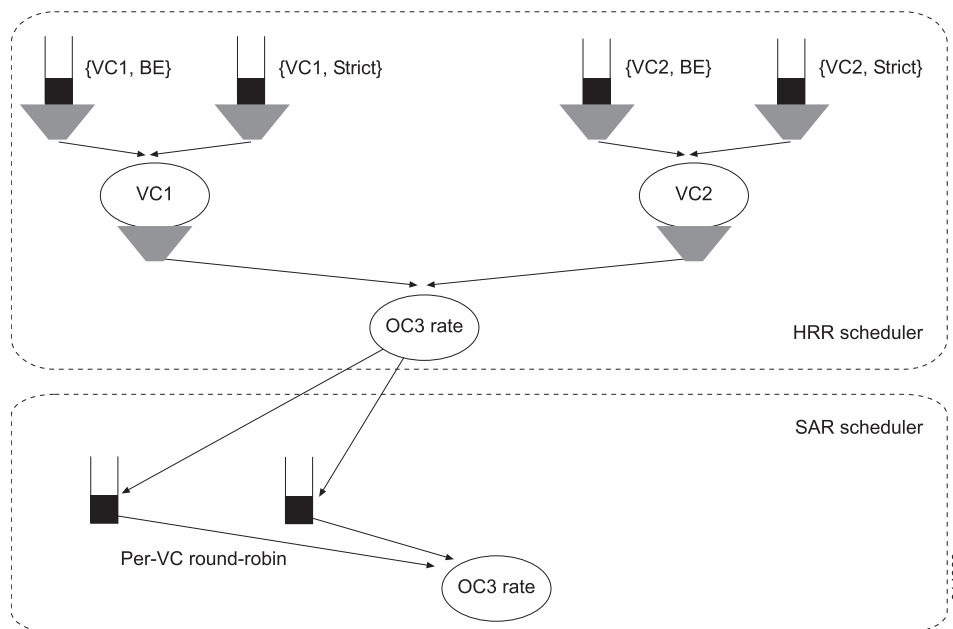 {VC1, BE}
{VC1, Strict}
{VC2, BE}
{VC2, Strict}
VC1
VC2
OC3 rate
HRR scheduler
SAR scheduler
Per-VC round-robin
OC3 rate